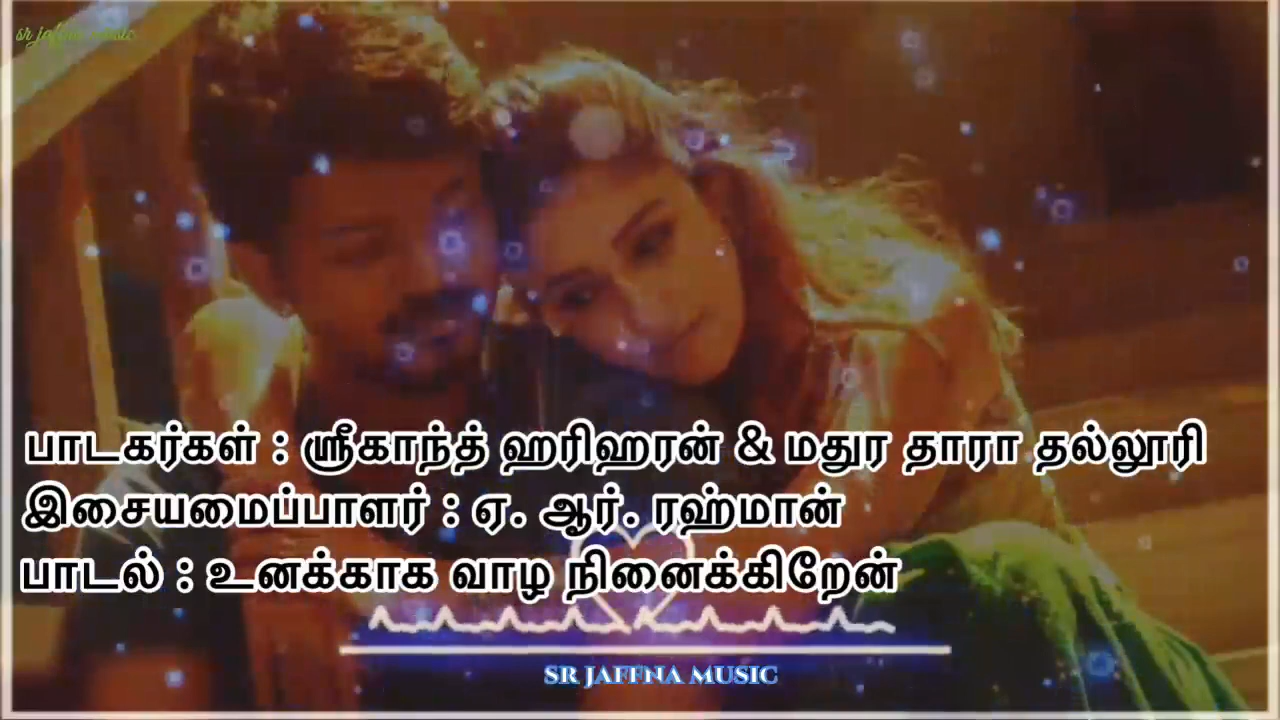 sr jaffna music
பாடகர்கள் : ஸ்ரீகாந்த் ஹரிஹரன் & மதுர தாரா தல்லூரி
இசையமைப்பாளர் : ஏ. ஆர். ரஹ்மான்
பாடல் : உனக்காக வாழ நினைக்கிறேன்
SR JAFFNA MUSIC